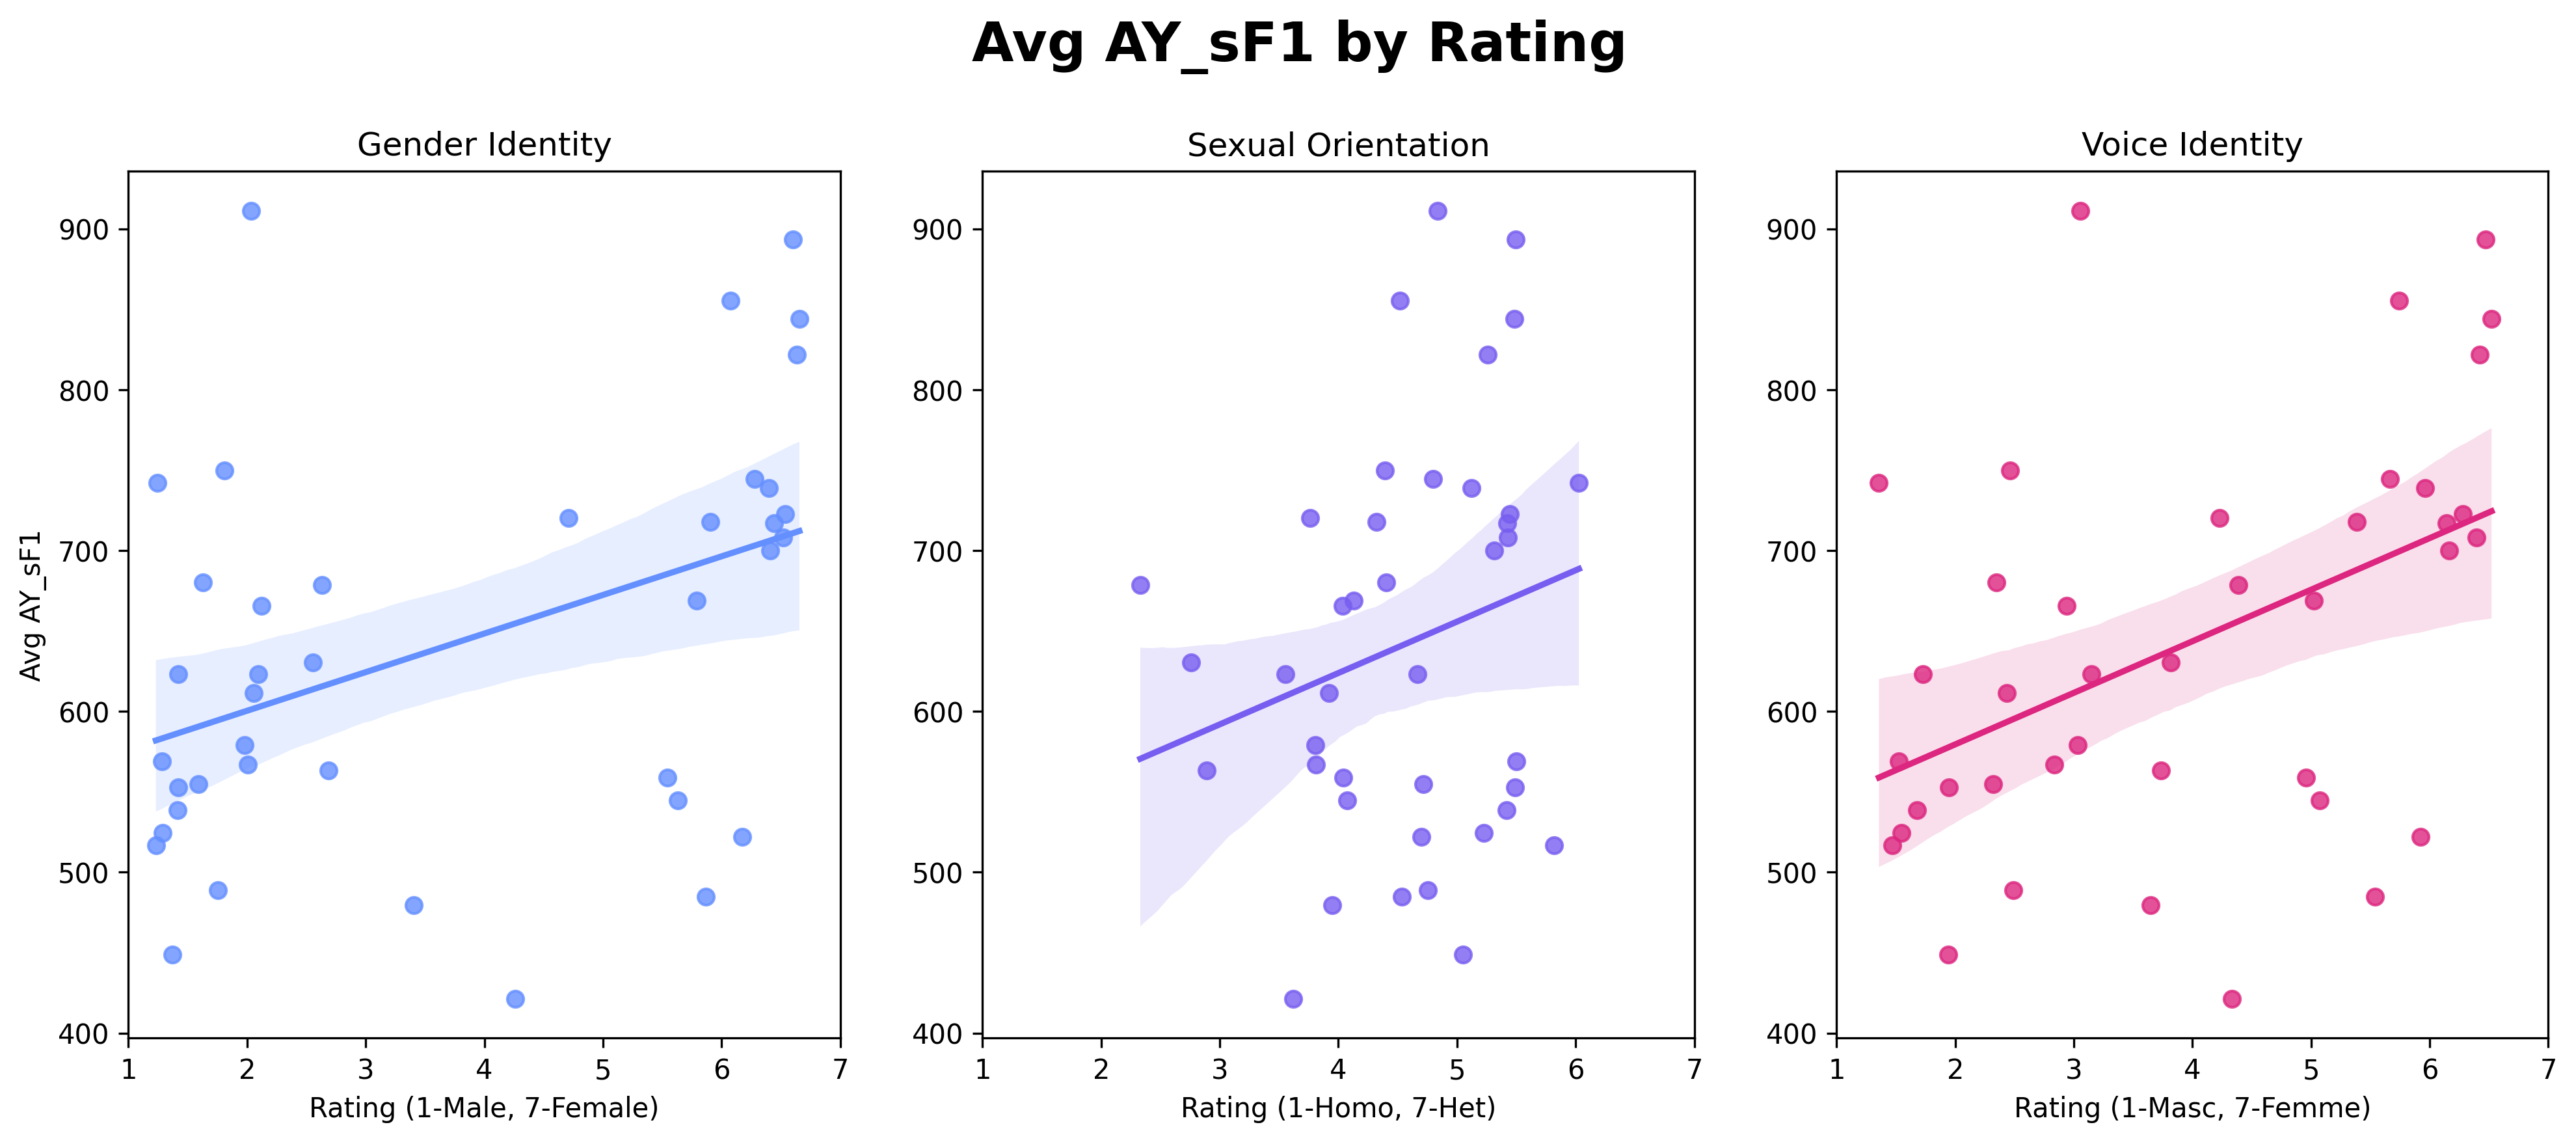 Avg AY_sF1 by Rating
Gender Identity
Avg AY_sF1
900
800
700
600
500
400
1 2 3 4 5 6 7
Rating (1-Male, 7-Female)
Sexual Orientation
900
800
700
600
500
400
1 2 3 4 5 6 7
Rating (1-Homo, 7-Het)
Voice Identity
900
800
700
600
500
400
1 2 3 4 5 6 7
Rating (1-Masc, 7-Femme)